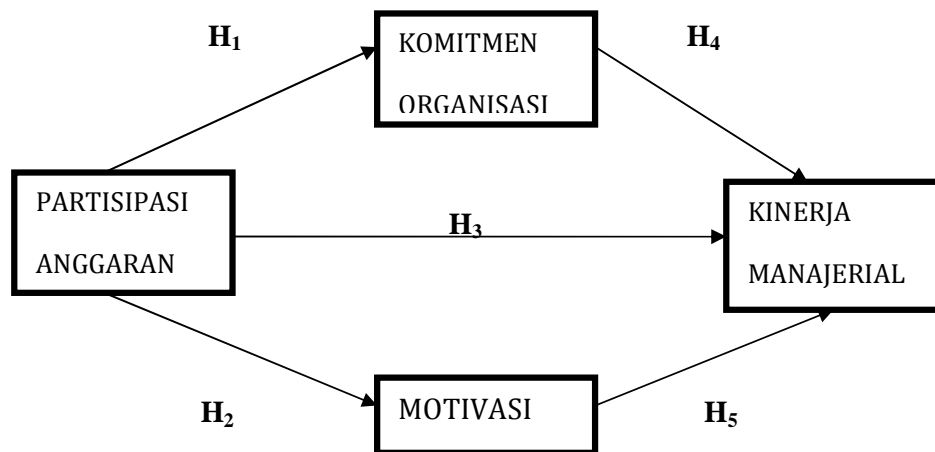 H₁
KOMITMEN
ORGANISASI
H₄
PARTISIPASI
ANGGARAN
H₃
KINERJA
MANAJERIAL
H₂
MOTIVASI
H₅